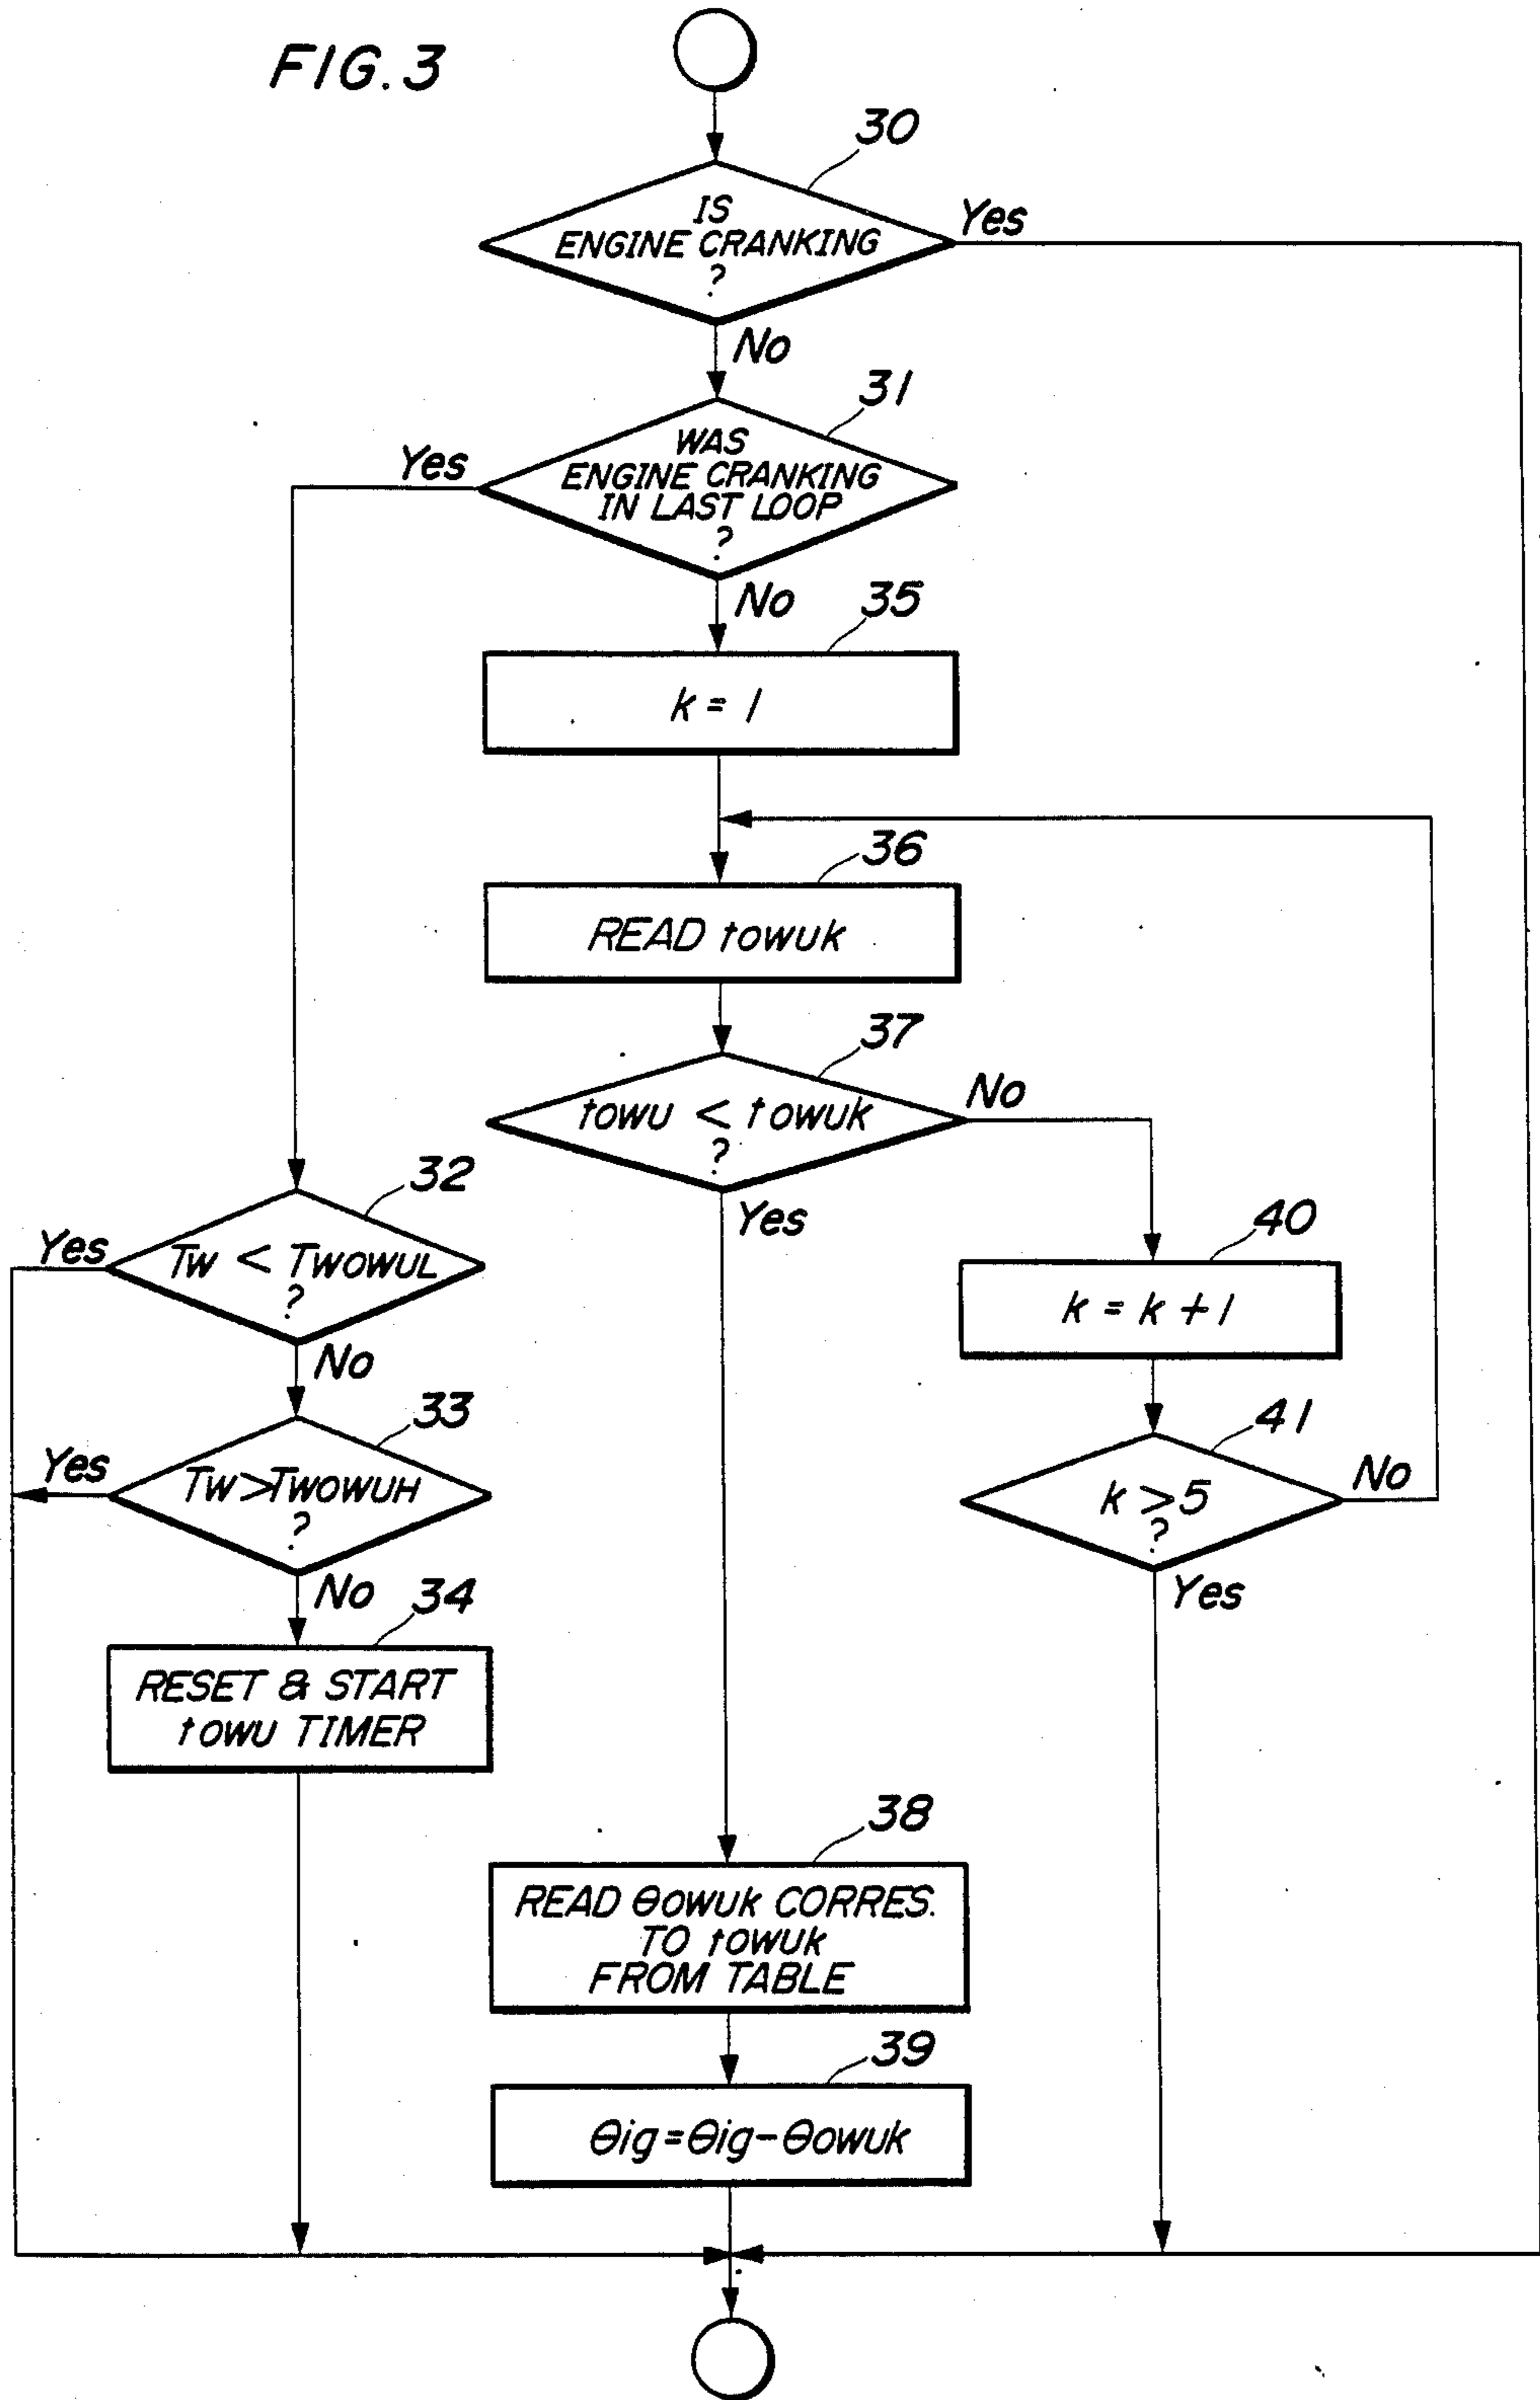 FIG. 3
30
IS
ENGINE CRANKING
?
Yes
No
31
WAS
ENGINE CRANKING
IN LAST LOOP
?
Yes
No
35
k = 1
36
READ towuk
37
towu < towuk
?
No
Yes
32
Tw < Twowul
?
Yes
No
40
k = k + 1
33
Tw > Twowuh
?
Yes
No
41
k > 5
?
No
Yes
34
RESET & START
towu TIMER
38
READ θowuk CORRES.
TO towuk
FROM TABLE
39
θig = θig - θowuk